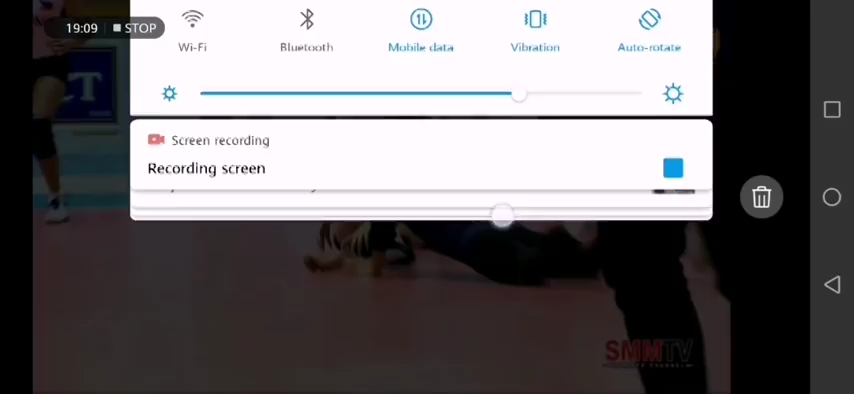 19:09 STOP
Wi-Fi Bluetooth Mobile data Vibration Auto-rotate
Screen recording
Recording screen
SMMTV